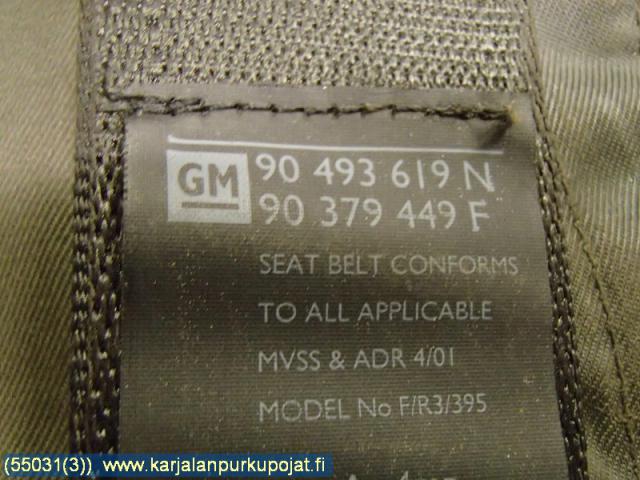 GM
90 493 619 N
90 379 449 F
SEAT BELT CONFORMS
TO ALL APPLICABLE
MVSS & ADR 4/01
MODEL No F/R3/395
(55031(3)) www.karjalanpurkupojat.fi